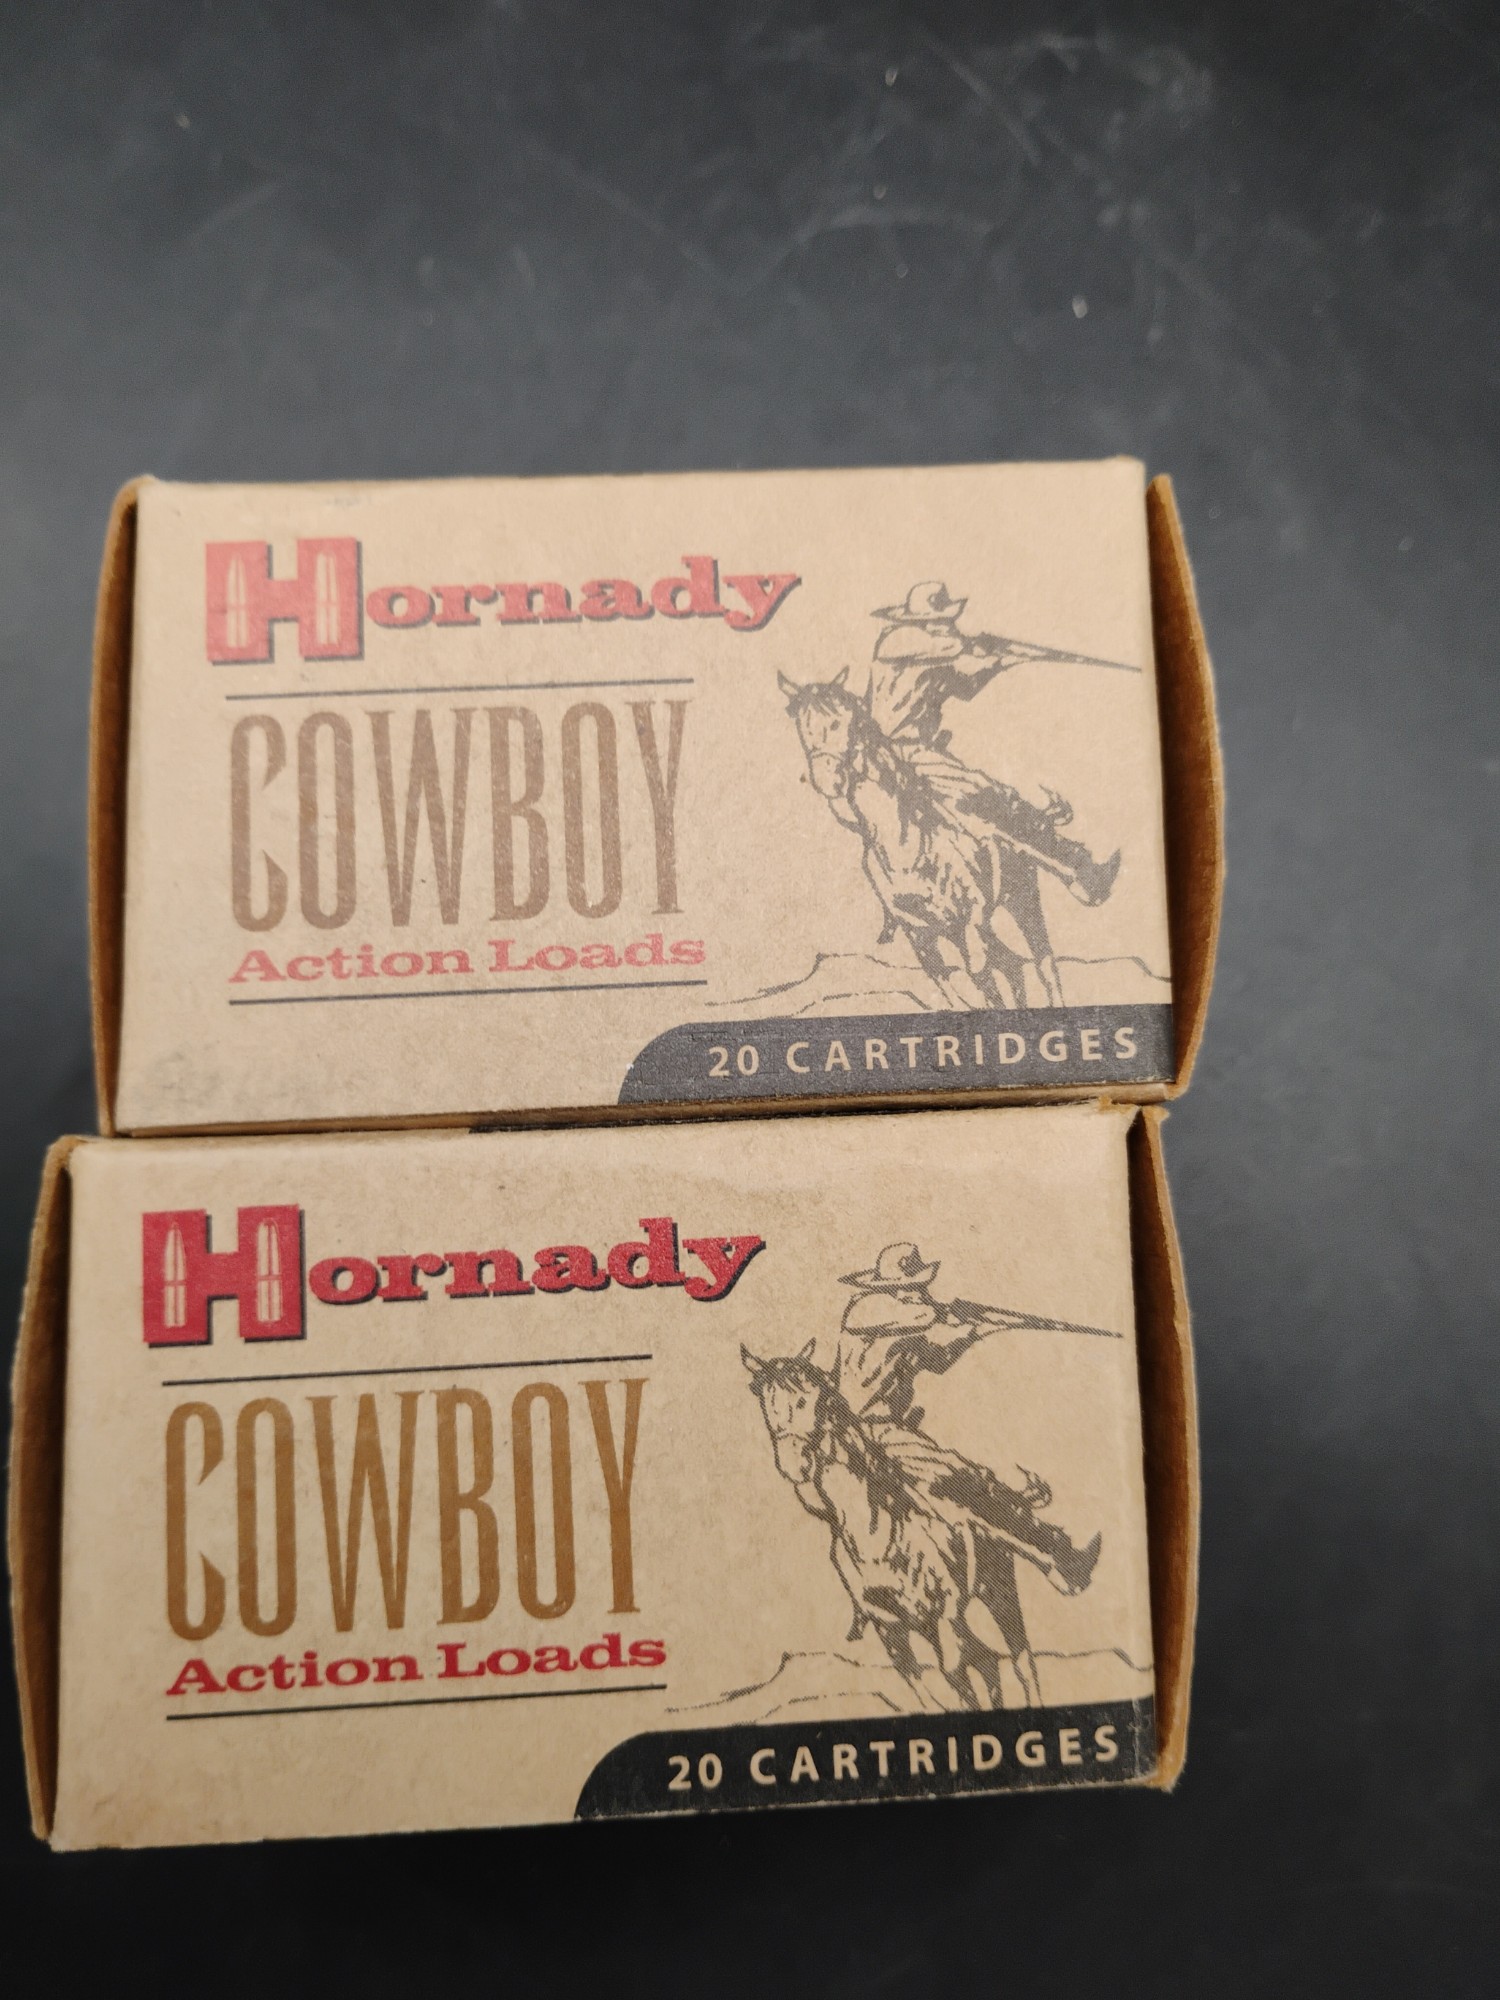 Hornady
COWBOY
Action Loads
20 CARTRIDGES
Hornady
COWBOY
Action Loads
20 CARTRIDGES